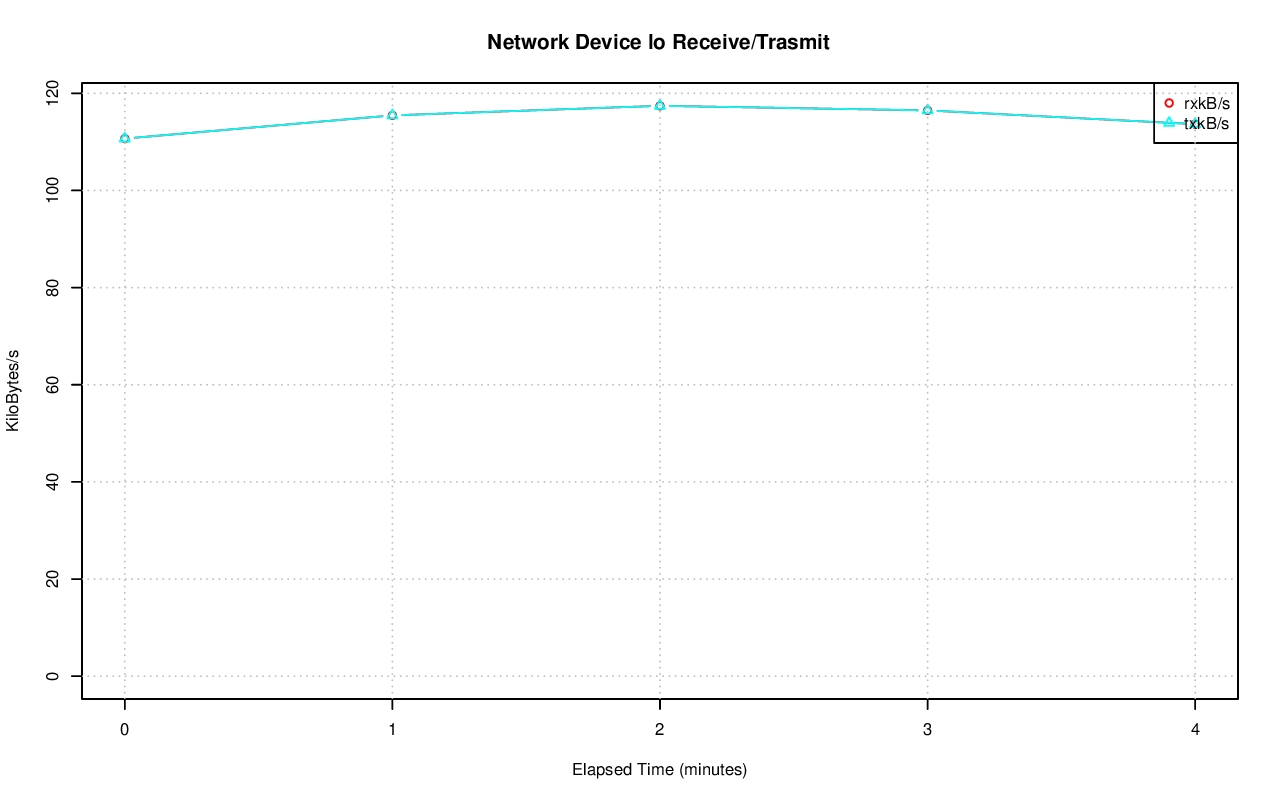 Network Device lo Receive/Trasmit
rxkB/s
txkB/s
120
100
80
60
40
20
0
KiloBytes/s
0 1 2 3 4
Elapsed Time (minutes)